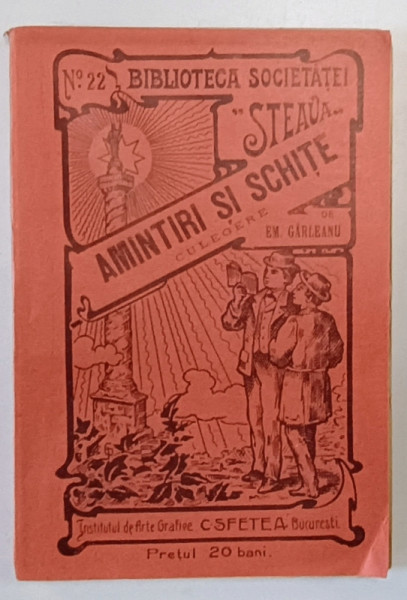 No. 22 BIBLIOTECA SOCIETĂȚEI
"STEAUA"
AMINTIRI ȘI SCHIȚE
CULEGERE
DE
EM. GÂRLEANU
Institutul de Arte Grafice C. SFETEA București.
Prețul 20 bani.